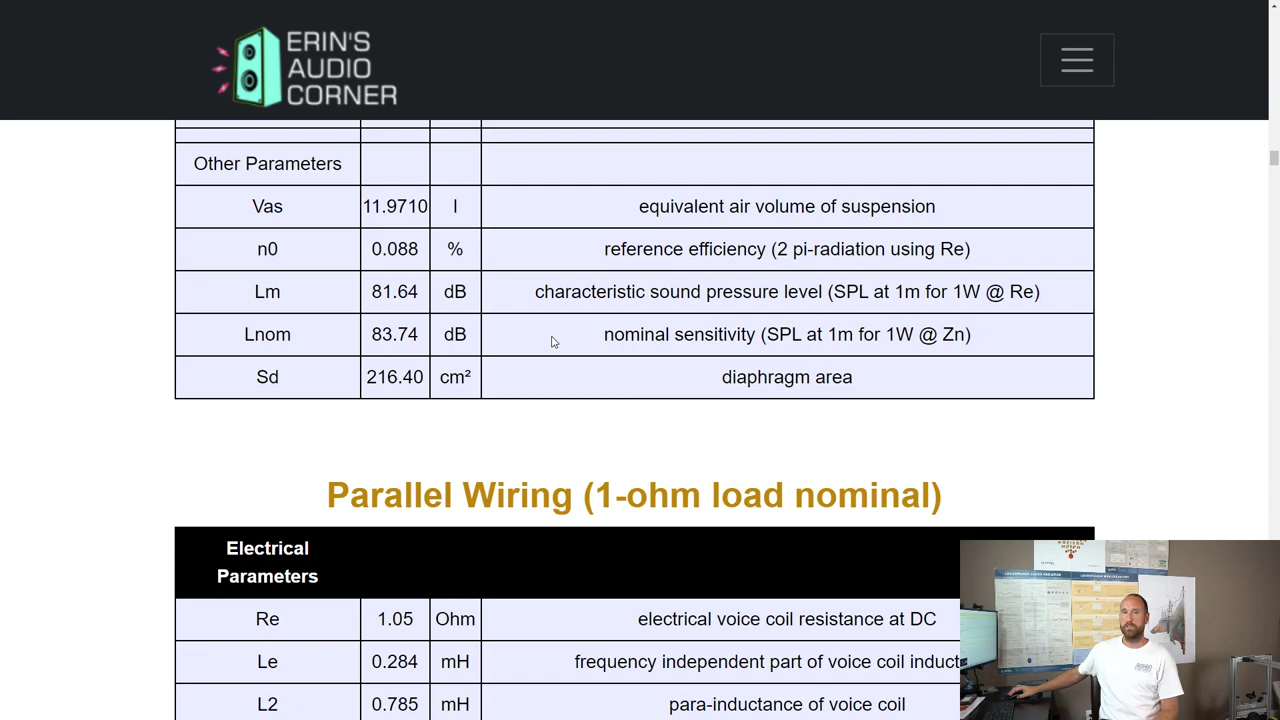 ERIN'S
AUDIO
CORNER
Other Parameters
Vas 11.9710 l equivalent air volume of suspension
n0 0.088 % reference efficiency (2 pi-radiation using Re)
Lm 81.64 dB characteristic sound pressure level (SPL at 1m for 1W @ Re)
Lnom 83.74 dB nominal sensitivity (SPL at 1m for 1W @ Zn)
Sd 216.40 cm² diaphragm area
Parallel Wiring (1-ohm load nominal)
Electrical
Parameters
Re 1.05 Ohm electrical voice coil resistance at DC
Le 0.284 mH frequency independent part of voice coil induct
L2 0.785 mH para-inductance of voice coil